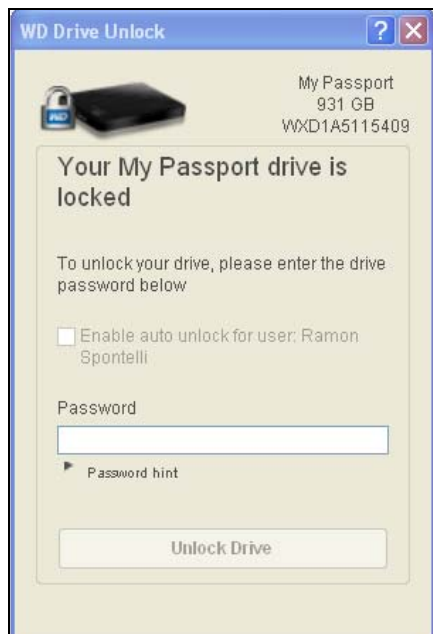 WD Drive Unlock
?
WD
My Passport
931 GB
WXD1A5115409
Your My Passport drive is
locked
To unlock your drive, please enter the drive
password below
Enable auto unlock for user: Ramon
Spontelli
Password
Password hint
Unlock Drive